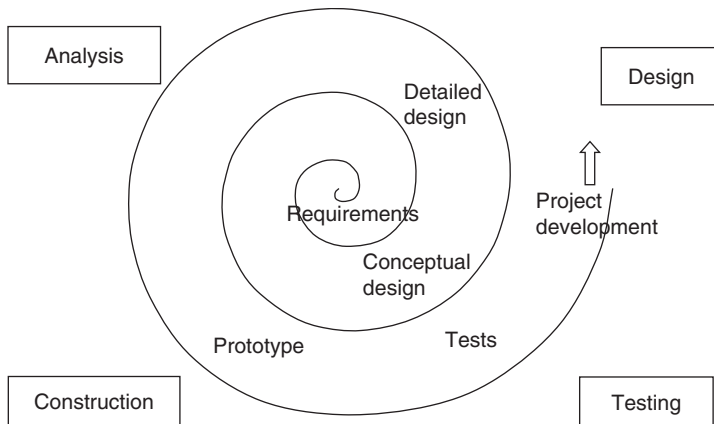 Analysis
Design
Detailed
design
Project
development
Requirements
Conceptual
design
Prototype
Tests
Construction
Testing